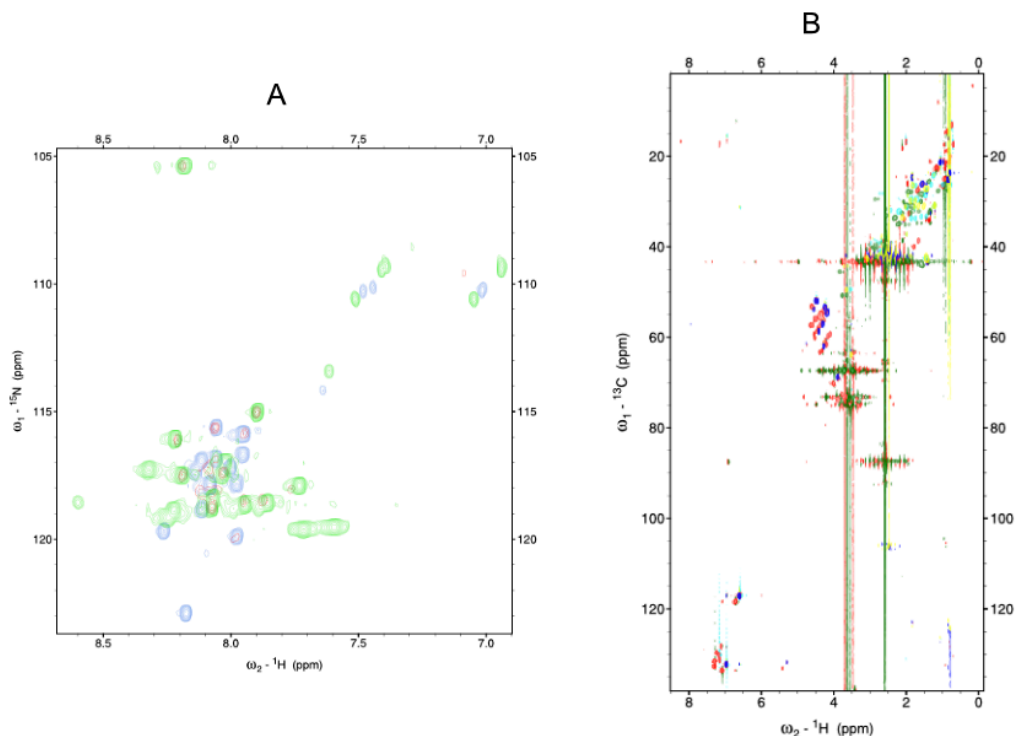 A
8.5 8.0 7.5 7.0
105 105
110 110
115 115
120 120
8.5 8.0 7.5 7.0
ω₁ - ¹⁵N (ppm)
ω₂ - ¹H (ppm)
B
8 6 4 2 0
20 20
40 40
60 60
80 80
100 100
120 120
8 6 4 2 0
ω₁ - ¹³C (ppm)
ω₂ - ¹H (ppm)